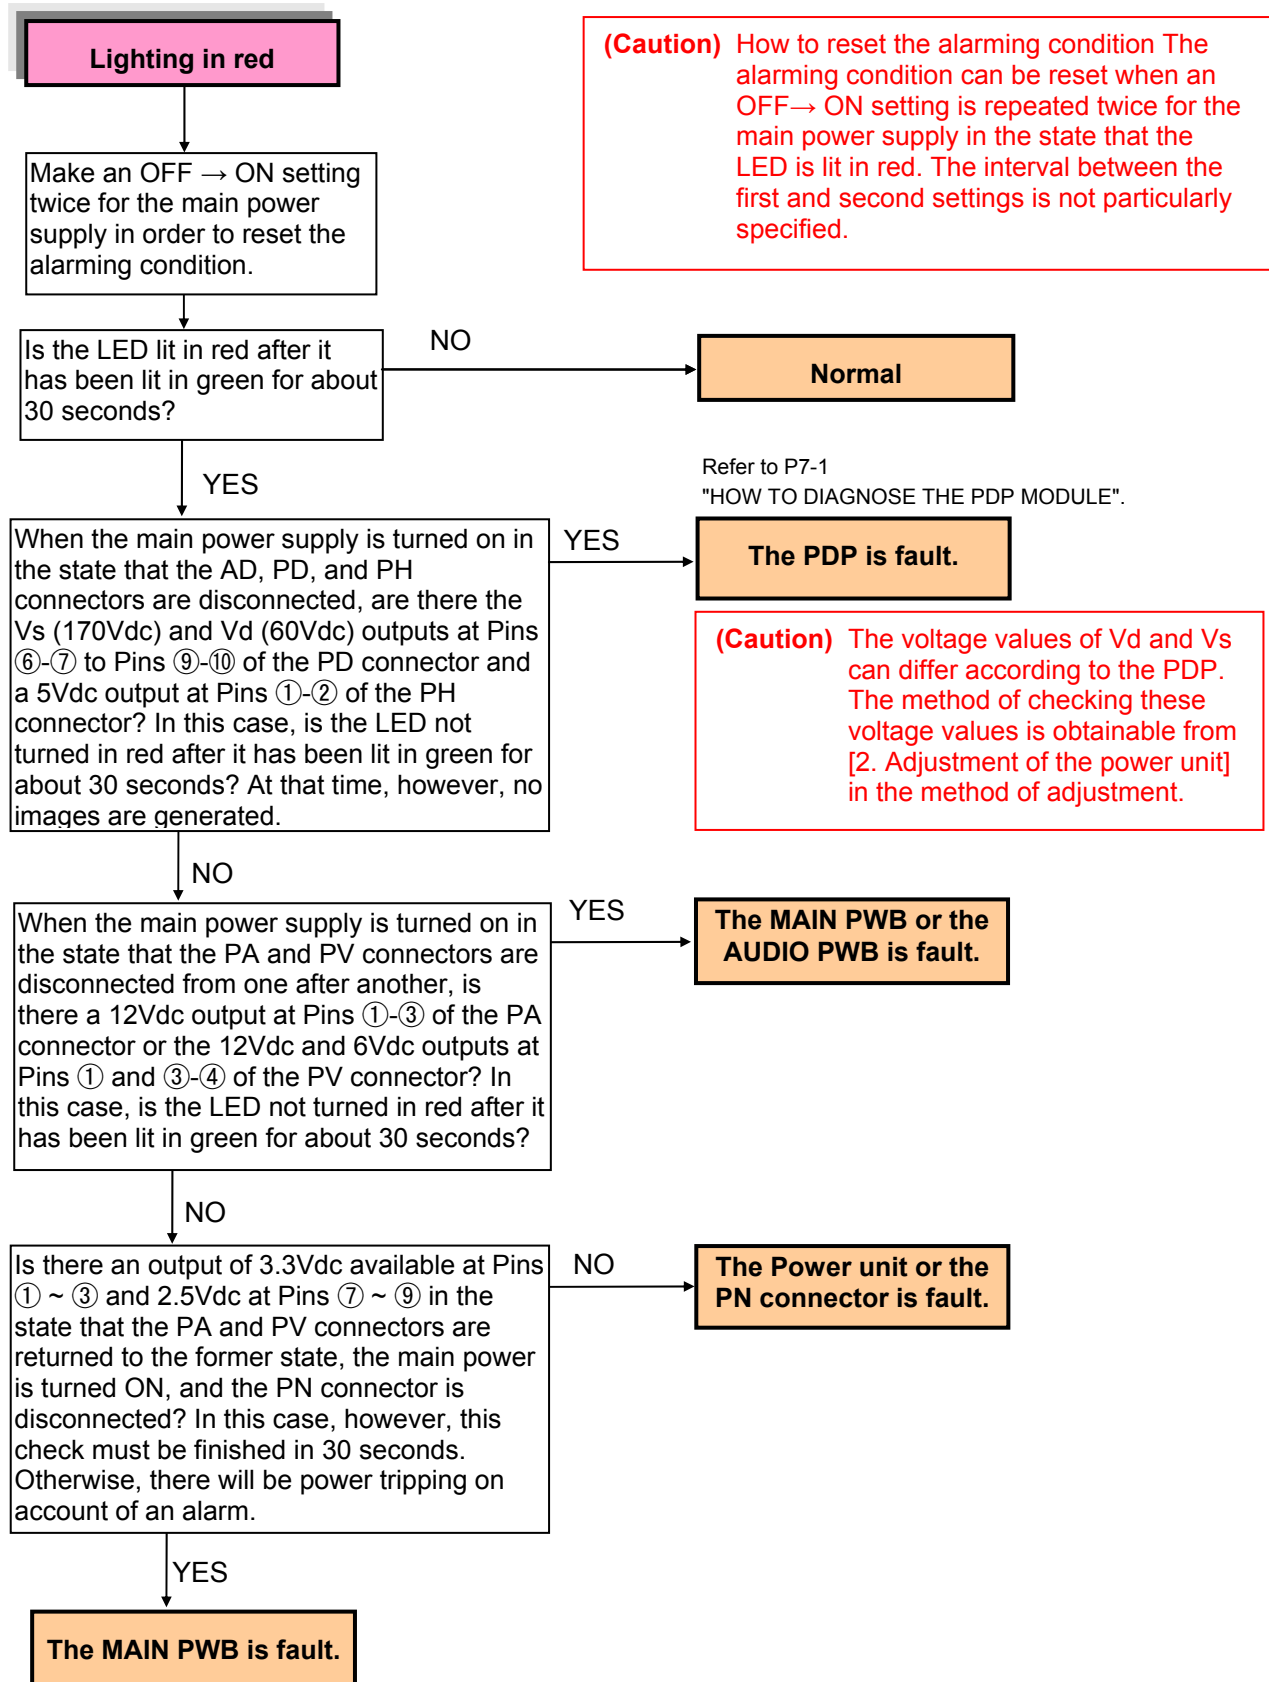 Lighting in red
(Caution) How to reset the alarming condition The
alarming condition can be reset when an
OFF→ ON setting is repeated twice for the
main power supply in the state that the
LED is lit in red. The interval between the
first and second settings is not particularly
specified.
Make an OFF → ON setting
twice for the main power
supply in order to reset the
alarming condition.
Is the LED lit in red after it
has been lit in green for about
30 seconds?
NO
Normal
YES
Refer to P7-1
"HOW TO DIAGNOSE THE PDP MODULE".
When the main power supply is turned on in
the state that the AD, PD, and PH
connectors are disconnected, are there the
Vs (170Vdc) and Vd (60Vdc) outputs at Pins
⑥-⑦ to Pins ⑨-⑩ of the PD connector and
a 5Vdc output at Pins ①-② of the PH
connector? In this case, is the LED not
turned in red after it has been lit in green for
about 30 seconds? At that time, however, no
images are generated.
YES
The PDP is fault.
(Caution) The voltage values of Vd and Vs
can differ according to the PDP.
The method of checking these
voltage values is obtainable from
[2. Adjustment of the power unit]
in the method of adjustment.
NO
When the main power supply is turned on in
the state that the PA and PV connectors are
disconnected from one after another, is
there a 12Vdc output at Pins ①-③ of the PA
connector or the 12Vdc and 6Vdc outputs at
Pins ① and ③-④ of the PV connector? In
this case, is the LED not turned in red after it
has been lit in green for about 30 seconds?
YES
The MAIN PWB or the
AUDIO PWB is fault.
NO
Is there an output of 3.3Vdc available at Pins
① ~ ③ and 2.5Vdc at Pins ⑦ ~ ⑨ in the
state that the PA and PV connectors are
returned to the former state, the main power
is turned ON, and the PN connector is
disconnected? In this case, however, this
check must be finished in 30 seconds.
Otherwise, there will be power tripping on
account of an alarm.
NO
The Power unit or the
PN connector is fault.
YES
The MAIN PWB is fault.